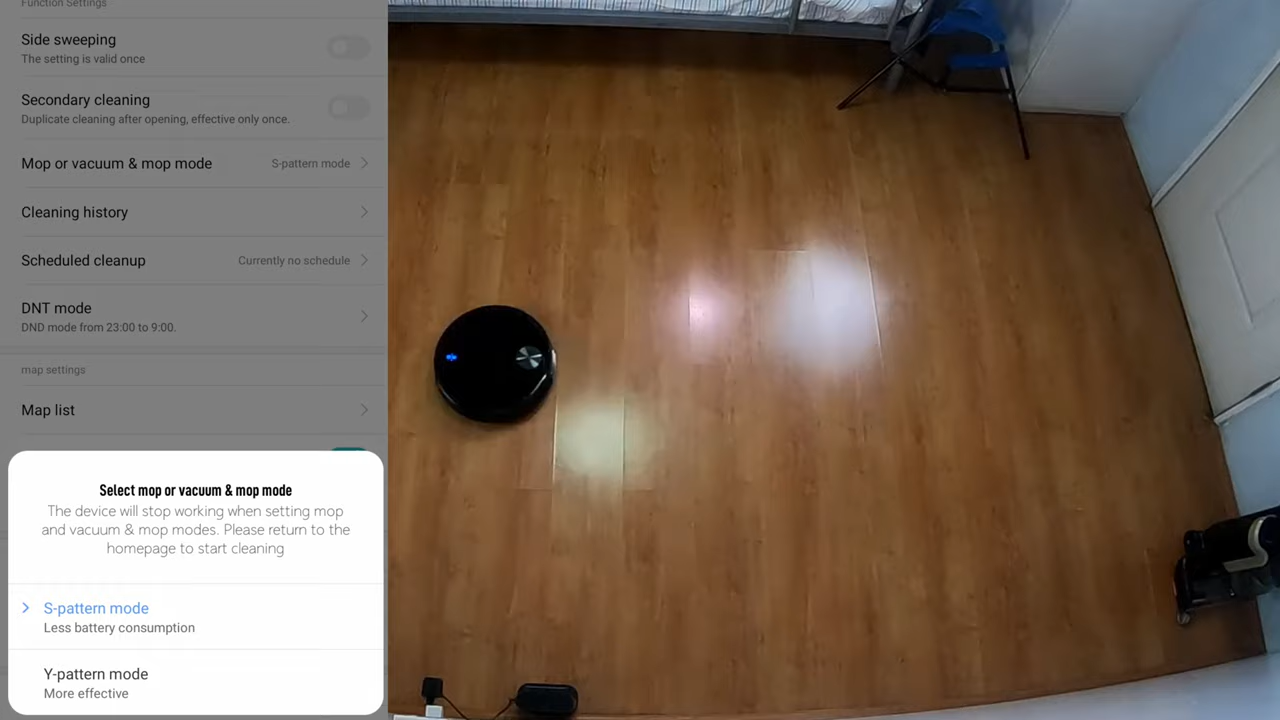 Function Settings
Side sweeping
The setting is valid once
Secondary cleaning
Duplicate cleaning after opening, effective only once.
Mop or vacuum & mop mode
S-pattern mode
Cleaning history
Scheduled cleanup
Currently no schedule
DNT mode
DND mode from 23:00 to 9:00.
map settings
Map list
Select mop or vacuum & mop mode
The device will stop working when setting mop
and vacuum & mop modes. Please return to the
homepage to start cleaning
S-pattern mode
Less battery consumption
Y-pattern mode
More effective